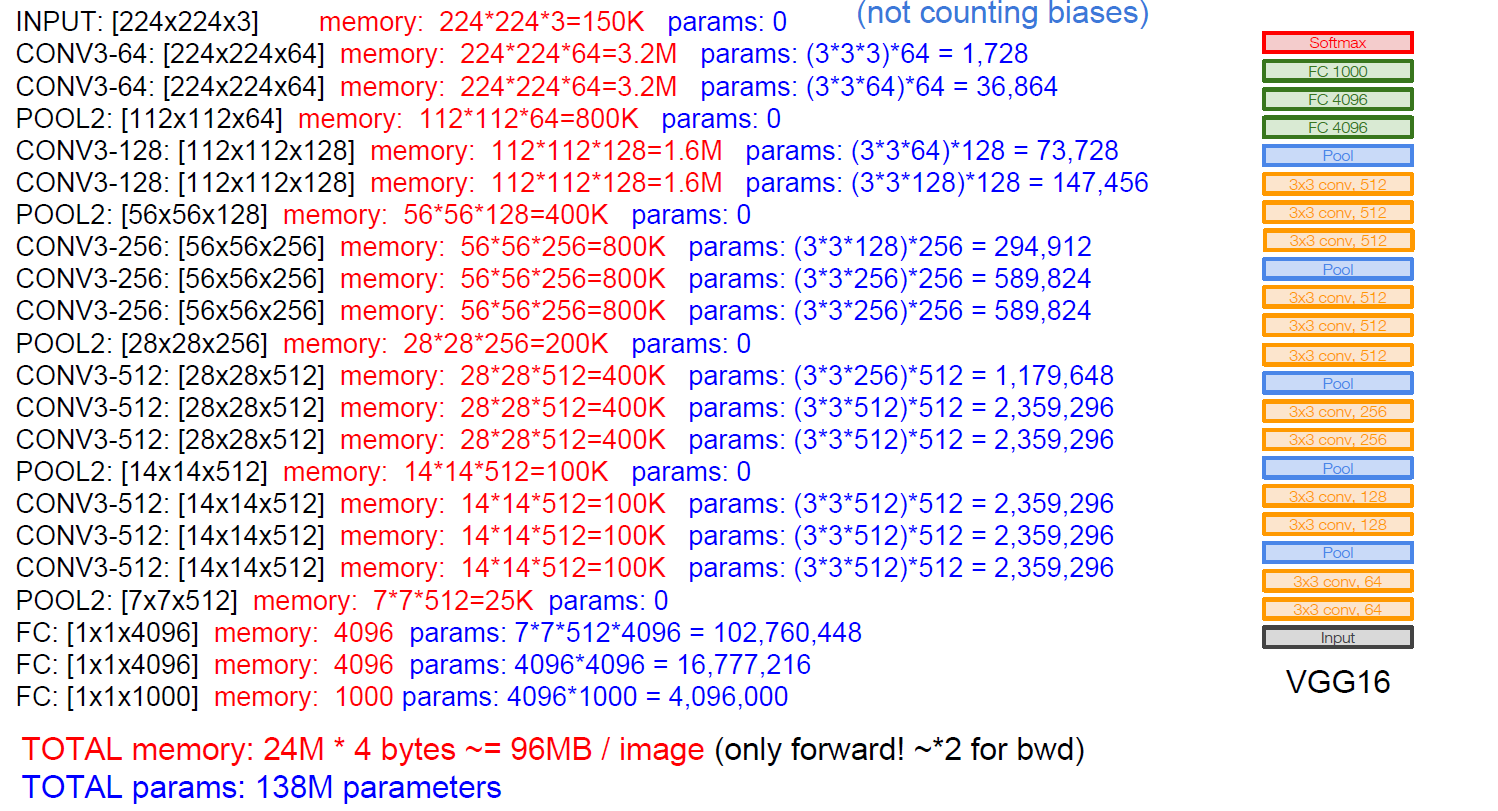 (not counting biases)
INPUT: [224x224x3] memory: 224*224*3=150K params: 0
CONV3-64: [224x224x64] memory: 224*224*64=3.2M params: (3*3*3)*64 = 1,728
CONV3-64: [224x224x64] memory: 224*224*64=3.2M params: (3*3*64)*64 = 36,864
POOL2: [112x112x64] memory: 112*112*64=800K params: 0
CONV3-128: [112x112x128] memory: 112*112*128=1.6M params: (3*3*64)*128 = 73,728
CONV3-128: [112x112x128] memory: 112*112*128=1.6M params: (3*3*128)*128 = 147,456
POOL2: [56x56x128] memory: 56*56*128=400K params: 0
CONV3-256: [56x56x256] memory: 56*56*256=800K params: (3*3*128)*256 = 294,912
CONV3-256: [56x56x256] memory: 56*56*256=800K params: (3*3*256)*256 = 589,824
CONV3-256: [56x56x256] memory: 56*56*256=800K params: (3*3*256)*256 = 589,824
POOL2: [28x28x256] memory: 28*28*256=200K params: 0
CONV3-512: [28x28x512] memory: 28*28*512=400K params: (3*3*256)*512 = 1,179,648
CONV3-512: [28x28x512] memory: 28*28*512=400K params: (3*3*512)*512 = 2,359,296
CONV3-512: [28x28x512] memory: 28*28*512=400K params: (3*3*512)*512 = 2,359,296
POOL2: [14x14x512] memory: 14*14*512=100K params: 0
CONV3-512: [14x14x512] memory: 14*14*512=100K params: (3*3*512)*512 = 2,359,296
CONV3-512: [14x14x512] memory: 14*14*512=100K params: (3*3*512)*512 = 2,359,296
CONV3-512: [14x14x512] memory: 14*14*512=100K params: (3*3*512)*512 = 2,359,296
POOL2: [7x7x512] memory: 7*7*512=25K params: 0
FC: [1x1x4096] memory: 4096 params: 7*7*512*4096 = 102,760,448
FC: [1x1x4096] memory: 4096 params: 4096*4096 = 16,777,216
FC: [1x1x1000] memory: 1000 params: 4096*1000 = 4,096,000
TOTAL memory: 24M * 4 bytes ~= 96MB / image (only forward! ~*2 for bwd)
TOTAL params: 138M parameters
Softmax
FC 1000
FC 4096
FC 4096
Pool
3x3 conv, 512
3x3 conv, 512
3x3 conv, 512
Pool
3x3 conv, 512
3x3 conv, 512
3x3 conv, 512
Pool
3x3 conv, 256
3x3 conv, 256
Pool
3x3 conv, 128
3x3 conv, 128
Pool
3x3 conv, 64
3x3 conv, 64
Input
VGG16